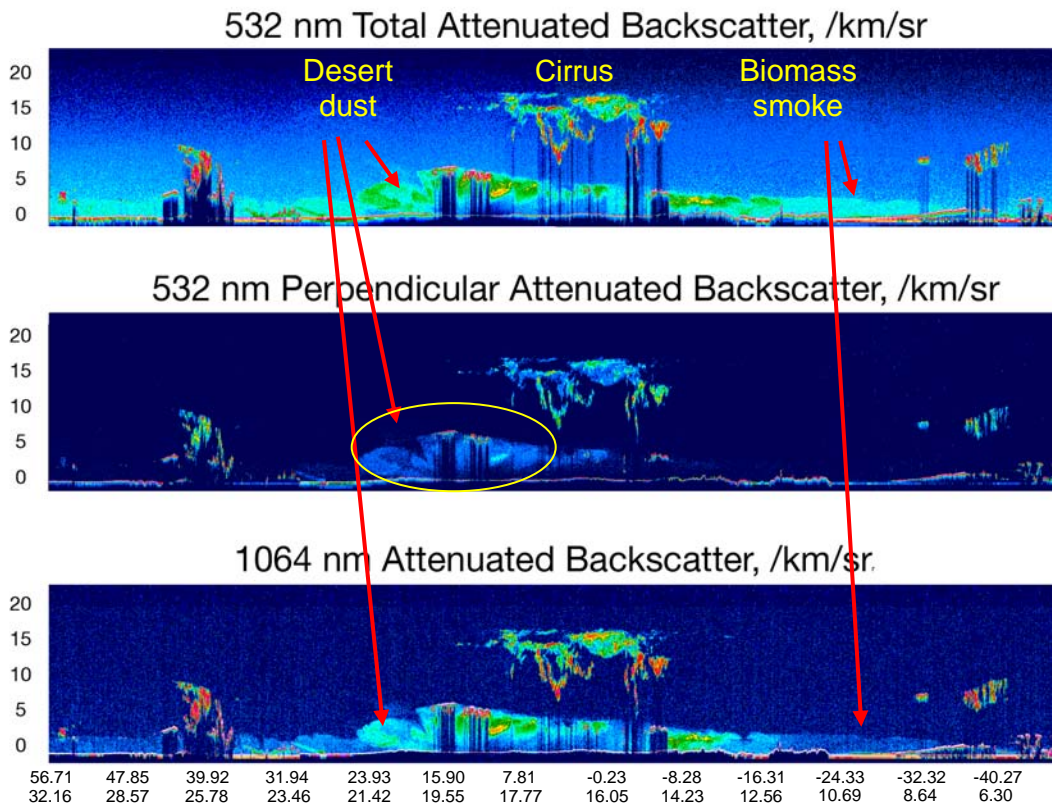 532 nm Total Attenuated Backscatter, /km/sr
Desert
dust
Cirrus
Biomass
smoke
20
15
10
5
0
532 nm Perpendicular Attenuated Backscatter, /km/sr
20
15
10
5
0
1064 nm Attenuated Backscatter, /km/sr.
20
15
10
5
0
56.71 47.85 39.92 31.94 23.93 15.90 7.81 -0.23 -8.28 -16.31 -24.33 -32.32 -40.27
32.16 28.57 25.78 23.46 21.42 19.55 17.77 16.05 14.23 12.56 10.69 8.64 6.30